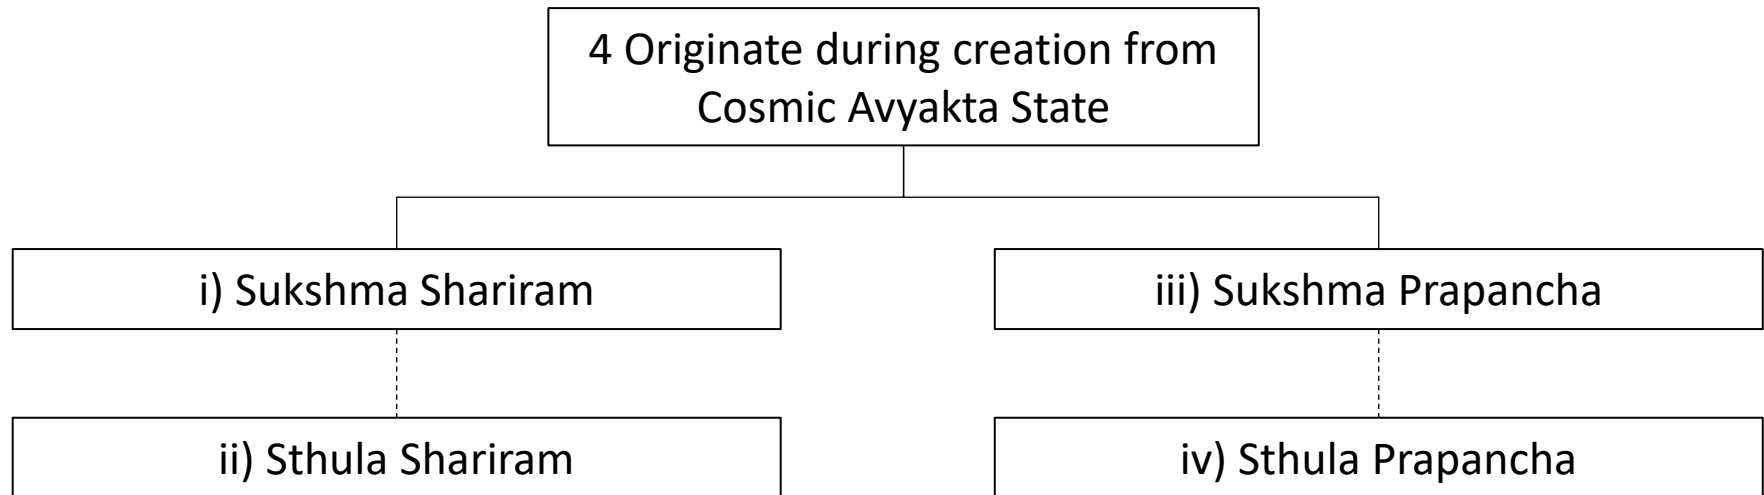 4 Originate during creation from
Cosmic Avyakta State
i) Sukshma Shariram
iii) Sukshma Prapancha
ii) Sthula Shariram
iv) Sthula Prapancha